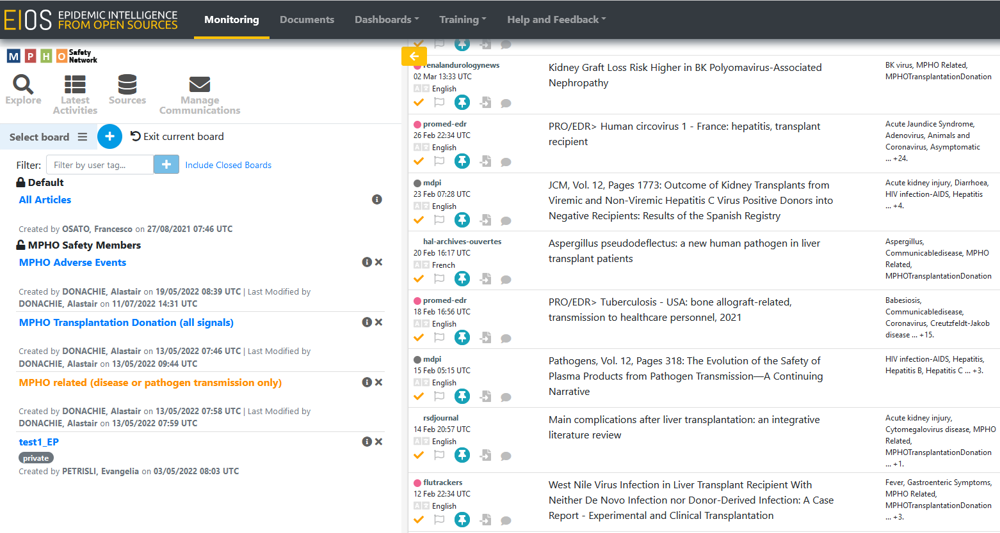 EIOS EPIDEMIC INTELLIGENCE
FROM OPEN SOURCES
Monitoring
Documents
Dashboards
Training
Help and Feedback
M P H O Safety
Network
Explore
Latest
Activities
Sources
Manage
Communications
Select board
Exit current board
Filter:
Filter by user tag...
Include Closed Boards
Default
All Articles
Created by OSATO, Francesco on 27/08/2021 07:46 UTC
MPHO Safety Members
MPHO Adverse Events
Created by DONACHIE, Alastair on 19/05/2022 08:39 UTC | Last Modified by
DONACHIE, Alastair on 11/07/2022 14:31 UTC
MPHO Transplantation Donation (all signals)
Created by DONACHIE, Alastair on 13/05/2022 07:46 UTC | Last Modified by
DONACHIE, Alastair on 13/05/2022 09:44 UTC
MPHO related (disease or pathogen transmission only)
Created by DONACHIE, Alastair on 13/05/2022 07:58 UTC | Last Modified by
DONACHIE, Alastair on 13/05/2022 07:59 UTC
test1_EP
private
Created by PETRISLI, Evangelia on 03/05/2022 08:03 UTC
renalandurologynews
02 Mar 13:33 UTC
English
Kidney Graft Loss Risk Higher in BK Polyomavirus-Associated
Nephropathy
BK virus, MPHO Related,
MPHOTransplantationDonation
promed-edr
26 Feb 22:34 UTC
English
PRO/EDR> Human circovirus 1 - France: hepatitis, transplant
recipient
Acute Jaundice Syndrome,
Adenovirus, Animals and
Coronavirus, Asymptomatic
... +24.
mdpi
23 Feb 07:28 UTC
English
JCM, Vol. 12, Pages 1773: Outcome of Kidney Transplants from
Viremic and Non-Viremic Hepatitis C Virus Positive Donors into
Negative Recipients: Results of the Spanish Registry
Acute kidney injury, Diarrhoea,
HIV infection-AIDS, Hepatitis
... +4.
hal-archives-ouvertes
20 Feb 16:17 UTC
French
Aspergillus pseudodeflectus: a new human pathogen in liver
transplant patients
Aspergillus,
Communicabledisease, MPHO
Related,
MPHOTransplantationDonation
promed-edr
18 Feb 16:56 UTC
English
PRO/EDR> Tuberculosis - USA: bone allograft-related,
transmission to healthcare personnel, 2021
Babesiosis,
Communicabledisease,
Coronavirus, Creutzfeldt-Jakob
disease ... +15.
mdpi
15 Feb 05:15 UTC
English
Pathogens, Vol. 12, Pages 318: The Evolution of the Safety of
Plasma Products from Pathogen Transmission—A Continuing
Narrative
HIV infection-AIDS, Hepatitis,
Hepatitis B, Hepatitis C ... +3.
rsdjournal
14 Feb 20:57 UTC
English
Main complications after liver transplantation: an integrative
literature review
Acute kidney injury,
Cytomegalovirus disease, MPHO
Related,
MPHOTransplantationDonation
... +1.
flutrackers
12 Feb 22:34 UTC
English
West Nile Virus Infection in Liver Transplant Recipient With
Neither De Novo Infection nor Donor-Derived Infection: A Case
Report - Experimental and Clinical Transplantation
Fever, Gastroenteric Symptoms,
MPHO Related,
MPHOTransplantationDonation
... +3.